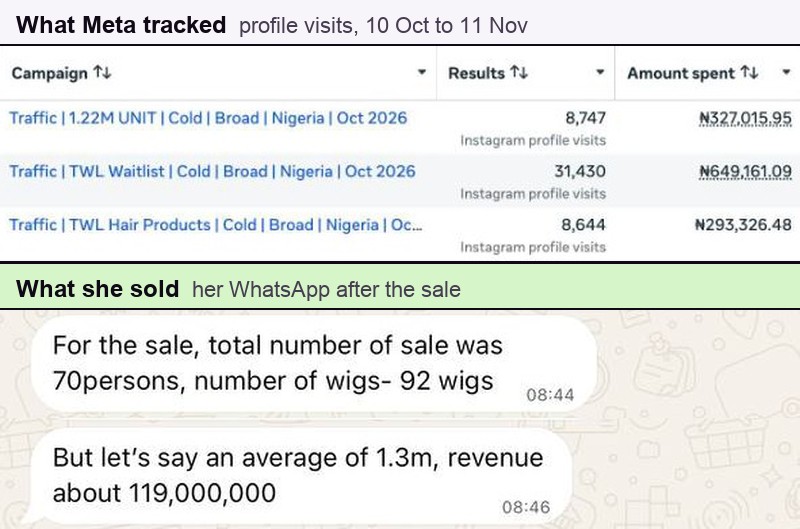 What Meta tracked profile visits, 10 Oct to 11 Nov
Campaign ↑↓ Results ↑↓ Amount spent ↑↓
Traffic | 1.22M UNIT | Cold | Broad | Nigeria | Oct 2026 8,747 ₦327,015.95
Instagram profile visits
Traffic | TWL Waitlist | Cold | Broad | Nigeria | Oct 2026 31,430 ₦649,161.09
Instagram profile visits
Traffic | TWL Hair Products | Cold | Broad | Nigeria | Oc... 8,644 ₦293,326.48
Instagram profile visits
What she sold her WhatsApp after the sale
For the sale, total number of sale was
70persons, number of wigs- 92 wigs 08:44
But let’s say an average of 1.3m, revenue
about 119,000,000 08:46